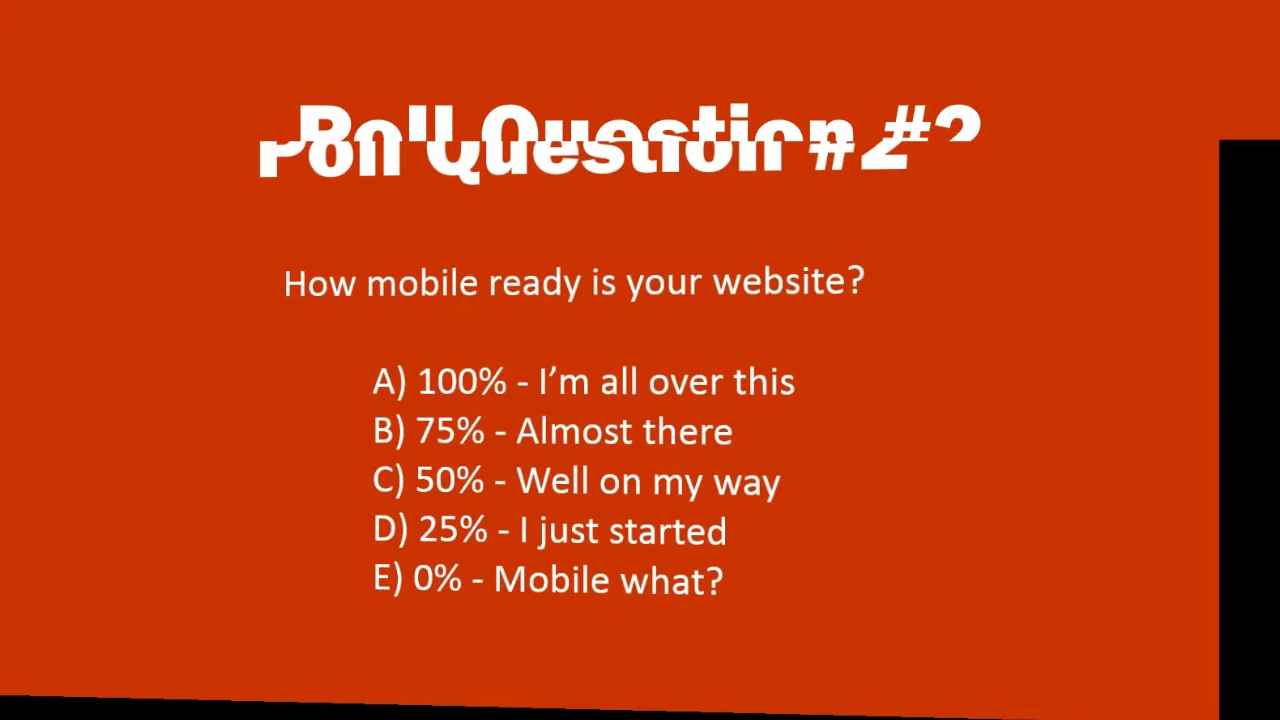 Poll Question #2
How mobile ready is your website?
A) 100% - I’m all over this
B) 75% - Almost there
C) 50% - Well on my way
D) 25% - I just started
E) 0% - Mobile what?